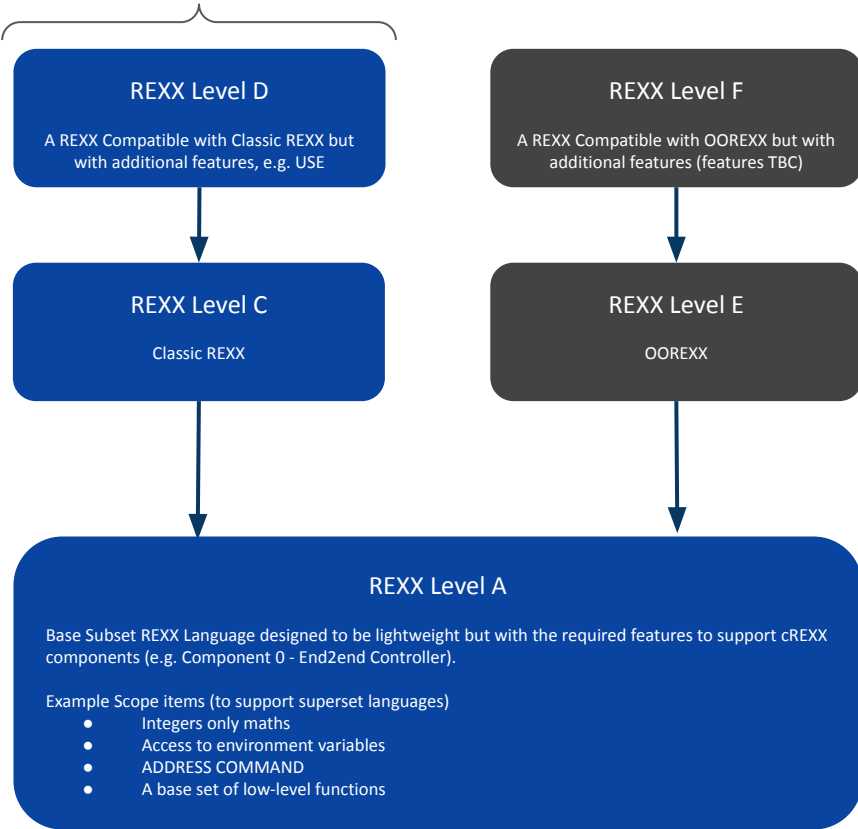 REXX Level D
A REXX Compatible with Classic REXX but
with additional features, e.g. USE
REXX Level F
A REXX Compatible with OOREXX but with
additional features (features TBC)
REXX Level C
Classic REXX
REXX Level E
OOREXX
REXX Level A
Base Subset REXX Language designed to be lightweight but with the required features to support cREXX
components (e.g. Component 0 - End2end Controller).
Example Scope items (to support superset languages)
● Integers only maths
● Access to environment variables
● ADDRESS COMMAND
● A base set of low-level functions